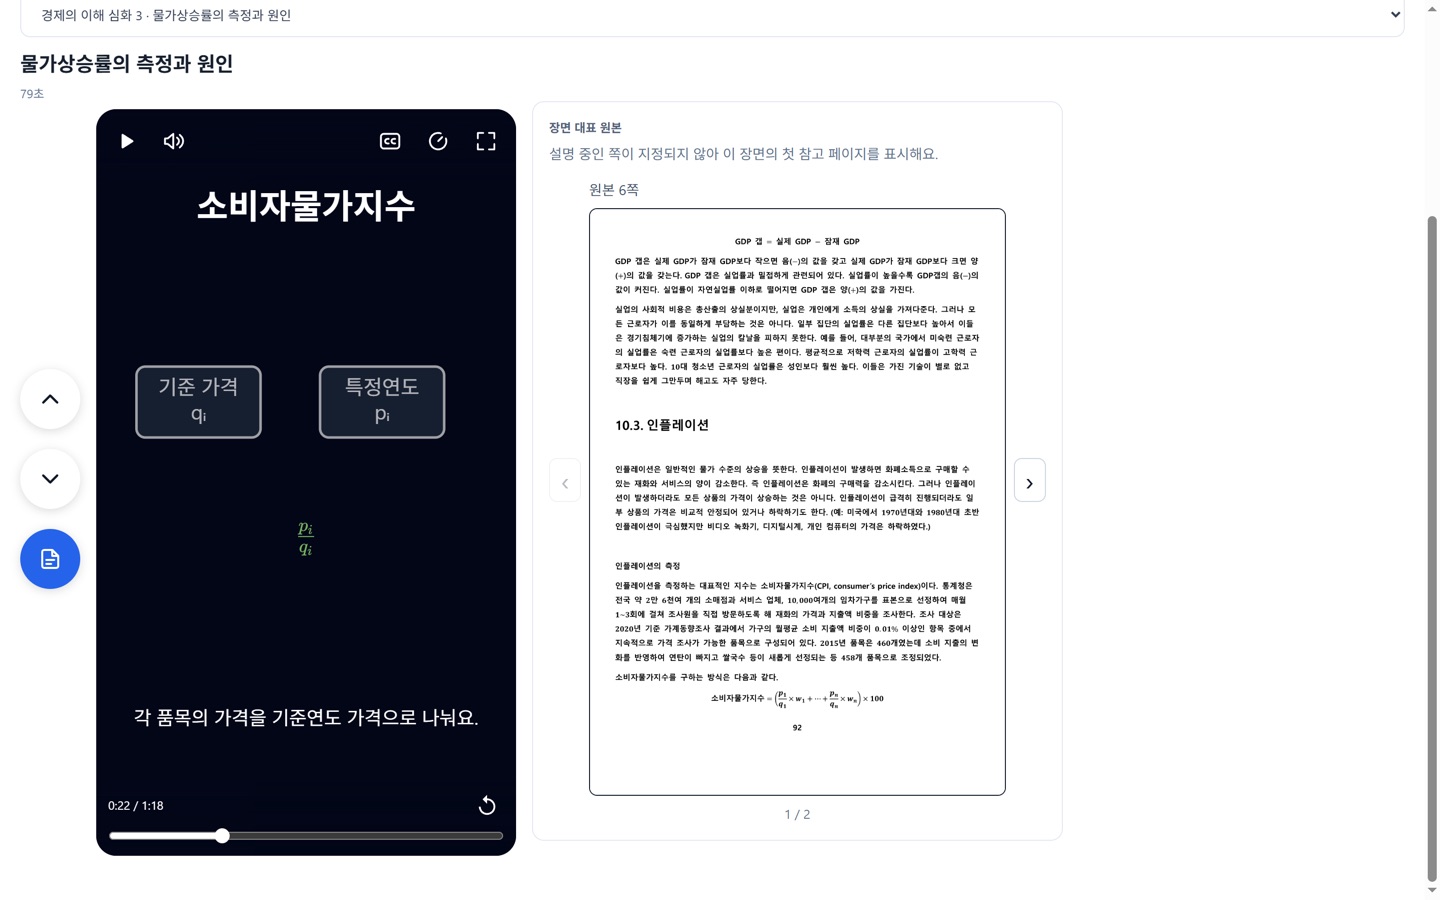 경제의 이해 심화 3 · 물가상승률의 측정과 원인
물가상승률의 측정과 원인
79초
CC
소비자물가지수
기준 가격
qᵢ
특정연도
pᵢ
pᵢ
qᵢ
각 품목의 가격을 기준연도 가격으로 나눠요.
0:22 / 1:18
장면 대표 원본
설명 중인 쪽이 지정되지 않아 이 장면의 첫 참고 페이지를 표시해요.
원본 6쪽
GDP 갭 = 실제 GDP − 잠재 GDP
GDP 갭은 실제 GDP가 잠재 GDP보다 작으면 음(−)의 값을 갖고 실제 GDP가 잠재 GDP보다 크면 양
(+)의 값을 갖는다. GDP 갭은 실업률과 밀접하게 관련되어 있다. 실업률이 높을수록 GDP갭의 음(−)의
값이 커진다. 실업률이 자연실업률 이하로 떨어지면 GDP 갭은 양(+)의 값을 가진다.
실업의 사회적 비용은 총산출의 상실분이지만, 실업은 개인에게 소득의 상실을 가져다준다. 그러나 모
든 근로자가 이를 동일하게 부담하는 것은 아니다. 일부 집단의 실업률은 다른 집단보다 높아서 이들
은 경기침체기에 증가하는 실업의 칼날을 피하지 못한다. 예를 들어, 대부분의 국가에서 미숙련 근로자
의 실업률은 숙련 근로자의 실업률보다 높은 편이다. 평균적으로 저학력 근로자의 실업률이 고학력 근
로자보다 높다. 10대 청소년 근로자의 실업률은 성인보다 훨씬 높다. 이들은 가진 기술이 별로 없고
직장을 쉽게 그만두며 해고도 자주 당한다.
10.3. 인플레이션
인플레이션은 일반적인 물가 수준의 상승을 뜻한다. 인플레이션이 발생하면 화폐소득으로 구매할 수
있는 재화와 서비스의 양이 감소한다. 즉 인플레이션은 화폐의 구매력을 감소시킨다. 그러나 인플레이
션이 발생하더라도 모든 상품의 가격이 상승하는 것은 아니다. 인플레이션이 급격히 진행되더라도 일
부 상품의 가격은 비교적 안정되어 있거나 하락하기도 한다. (예: 미국에서 1970년대와 1980년대 초반
인플레이션이 극심했지만 비디오 녹화기, 디지털시계, 개인 컴퓨터의 가격은 하락하였다.)
인플레이션의 측정
인플레이션을 측정하는 대표적인 지수는 소비자물가지수(CPI, consumer's price index)이다. 통계청은
전국 약 2만 6천여 개의 소매점과 서비스 업체, 10,000여개의 임차가구를 표본으로 선정하여 매월
1~3회에 걸쳐 조사원을 직접 방문하도록 해 재화의 가격과 지출액 비중을 조사한다. 조사 대상은
2020년 기준 가계동향조사 결과에서 가구의 월평균 소비 지출액 비중이 0.01% 이상인 항목 중에서
지속적으로 가격 조사가 가능한 품목으로 구성되어 있다. 2015년 품목은 460개였는데 소비 지출의 변
화를 반영하여 연탄이 빠지고 쌀국수 등이 새롭게 선정되는 등 458개 품목으로 조정되었다.
소비자물가지수를 구하는 방식은 다음과 같다.
소비자물가지수 = (p₁/q₁ × w₁ + ⋯ + pₙ/qₙ × wₙ) × 100
92
1 / 2